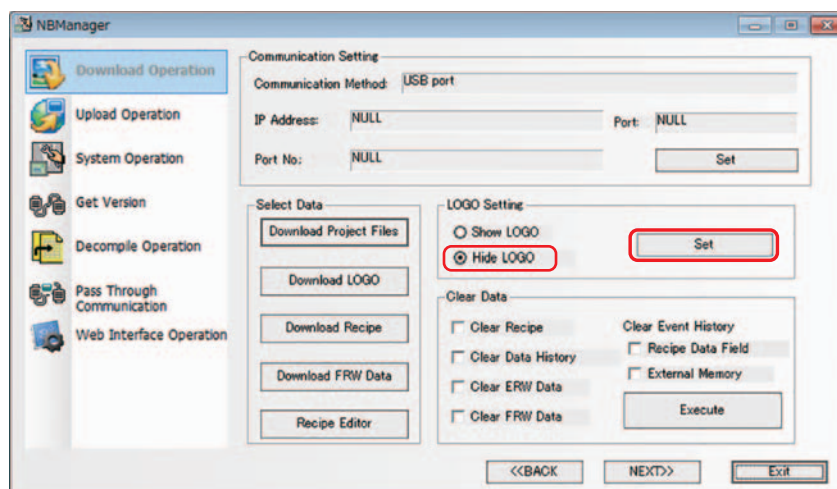 NBManager
Download Operation
Upload Operation
System Operation
Get Version
Decompile Operation
Pass Through
Communication
Web Interface Operation
Communication Setting
Communication Method: USB port
IP Address: NULL Port: NULL
Port No.: NULL Set
Select Data
Download Project Files
Download LOGO
Download Recipe
Download FRW Data
Recipe Editor
LOGO Setting
Show LOGO
Hide LOGO
Set
Clear Data
Clear Recipe
Clear Data History
Clear ERW Data
Clear FRW Data
Clear Event History
Recipe Data Field
External Memory
Execute
<<BACK NEXT>> Exit